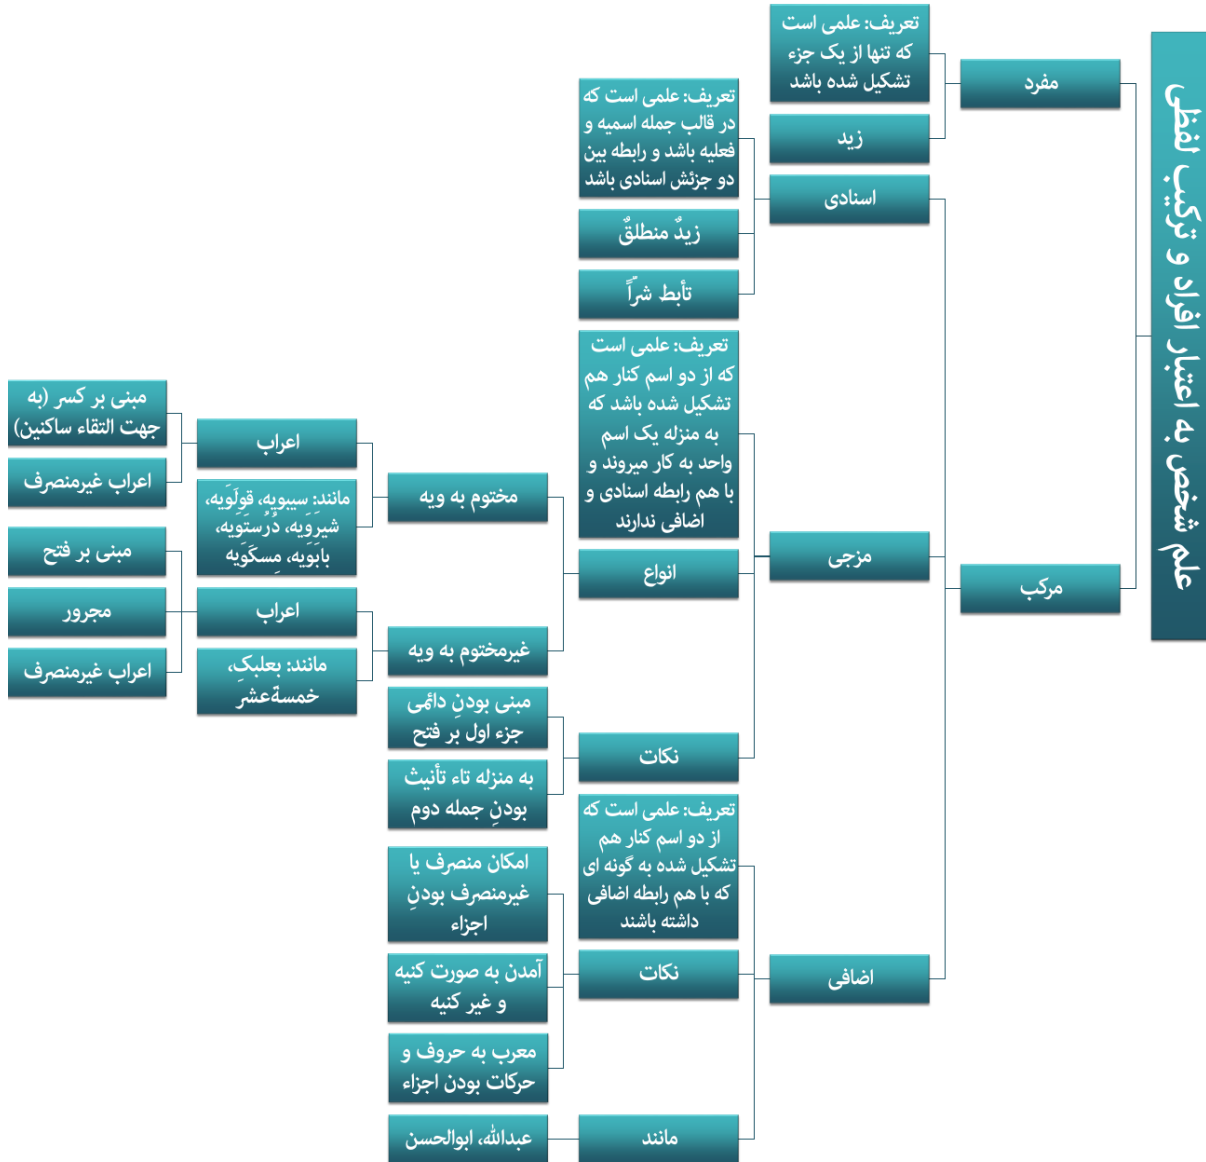 علم شخص به اعتبار افراد و ترکیب لفظی
مفرد
تعریف: علمی است
که تنها از یک جزء
تشکیل شده باشد
زید
مرکب
اسنادی
تعریف: علمی است که
در قالب جمله اسمیه و
فعلیه باشد و رابطه بین
دو جزئش اسنادی باشد
زیدٌ منطلقٌ
تأبط شراً
مزجی
تعریف: علمی است
که از دو اسم کنار هم
تشکیل شده باشد که
به منزله یک اسم
واحد به کار میروند و
با هم رابطه اسنادی و
اضافی ندارند
انواع
مختوم به ویه
اعراب
مبنی بر کسر (به
جهت التقاء ساکنین)
اعراب غیرمنصرف
مانند: سیبویه، قولَوَیه،
شیرِوَیه، دُرُستَوَیه،
بابَوَیه، مِسکَوَیه
غیرمختوم به ویه
اعراب
مبنی بر فتح
مجرور
اعراب غیرمنصرف
مانند: بعلبکِ،
خمسةَعشر
نکات
مبنی بودنِ دائمی
جزء اول بر فتح
به منزله تاء تأنیث
بودنِ جمله دوم
اضافی
تعریف: علمی است که
از دو اسم کنار هم
تشکیل شده به گونه ای
که با هم رابطه اضافی
داشته باشند
نکات
امکان منصرف یا
غیرمنصرف بودنِ
اجزاء
آمدن به صورت کنیه
و غیر کنیه
معرب به حروف و
حرکات بودن اجزاء
مانند
عبدالله، ابوالحسن